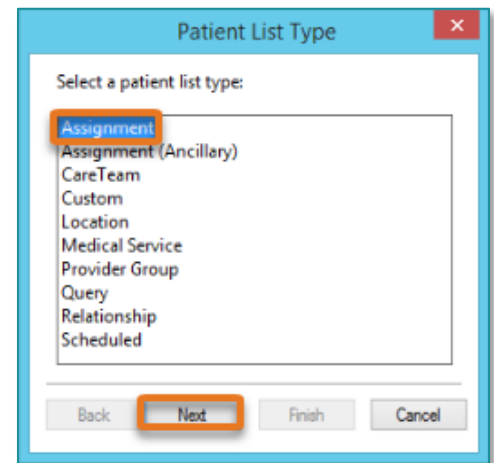 Patient List Type
Select a patient list type:
Assignment
Assignment (Ancillary)
CareTeam
Custom
Location
Medical Service
Provider Group
Query
Relationship
Scheduled
Back Next Finish Cancel